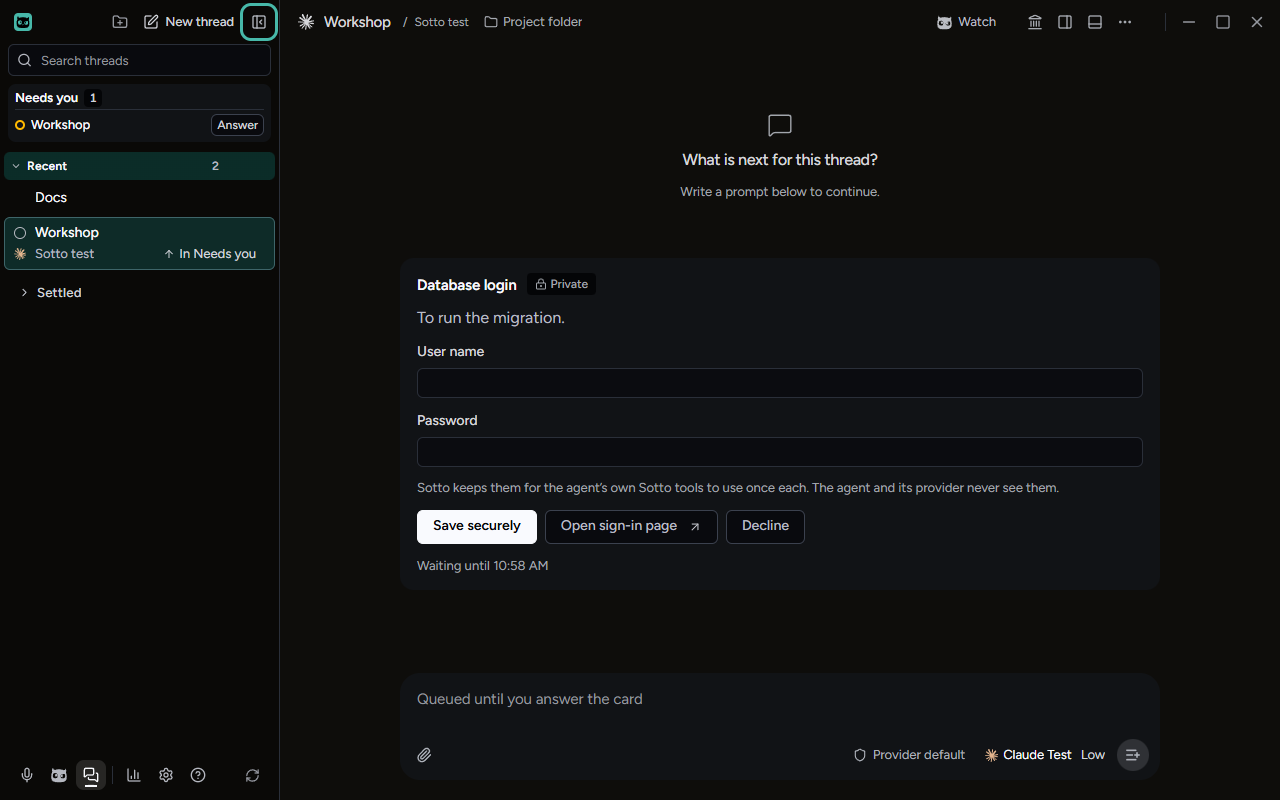 New thread
Workshop / Sotto test Project folder
Watch
Search threads
Needs you 1
Workshop Answer
Recent 2
Docs
Workshop
Sotto test In Needs you
Settled
What is next for this thread?
Write a prompt below to continue.
Database login Private
To run the migration.
User name
Password
Sotto keeps them for the agent’s own Sotto tools to use once each. The agent and its provider never see them.
Save securely Open sign-in page Decline
Waiting until 10:58 AM
Queued until you answer the card
Provider default Claude Test Low